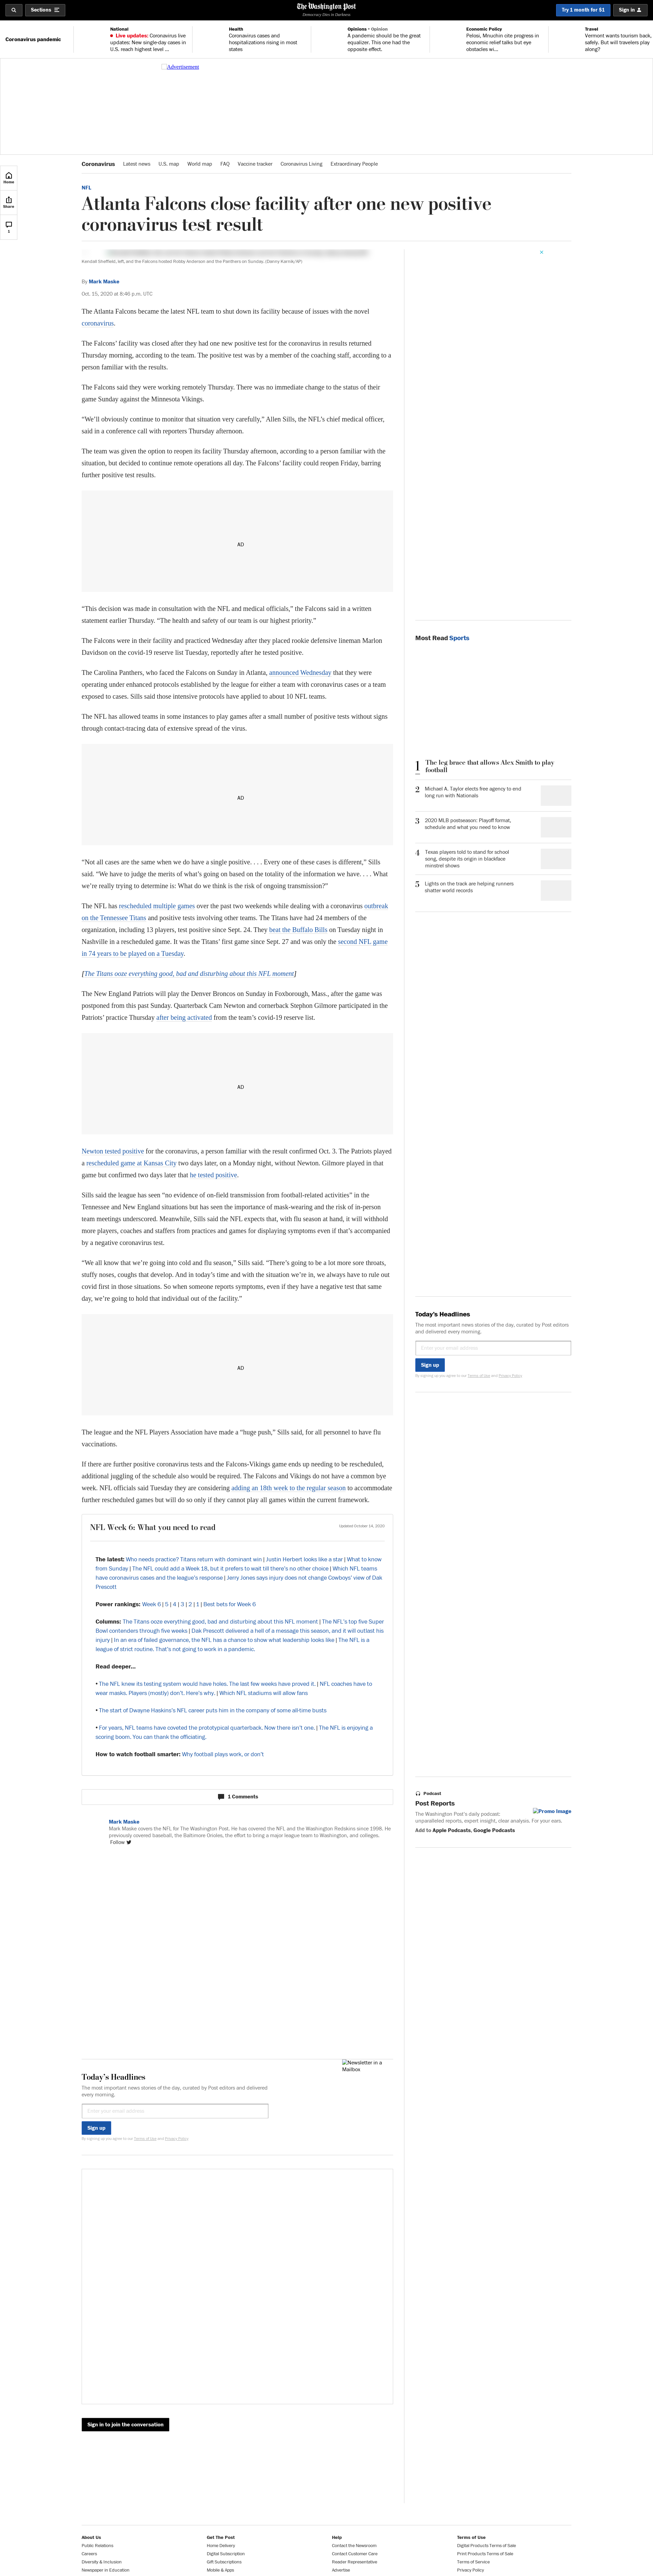 Sections
The Washington Post
Democracy Dies in Darkness
Try 1 month for $1
Sign in
Coronavirus pandemic
National
Live updates: Coronavirus live
updates: New single-day cases in
U.S. reach highest level ...
Health
Coronavirus cases and
hospitalizations rising in most
states
Opinions • Opinion
A pandemic should be the great
equalizer. This one had the
opposite effect.
Economic Policy
Pelosi, Mnuchin cite progress in
economic relief talks but eye
obstacles wi...
Travel
Vermont wants tourism back,
safely. But will travelers play
along?
Advertisement
Home
Share
1
Coronavirus
Latest news
U.S. map
World map
FAQ
Vaccine tracker
Coronavirus Living
Extraordinary People
NFL
Atlanta Falcons close facility after one new positive
coronavirus test result
Kendall Sheffield, left, and the Falcons hosted Robby Anderson and the Panthers on Sunday. (Danny Karnik/AP)
By Mark Maske
Oct. 15, 2020 at 8:46 p.m. UTC
The Atlanta Falcons became the latest NFL team to shut down its facility because of issues with the novel
coronavirus.
The Falcons’ facility was closed after they had one new positive test for the coronavirus in results returned
Thursday morning, according to the team. The positive test was by a member of the coaching staff, according to a
person familiar with the results.
The Falcons said they were working remotely Thursday. There was no immediate change to the status of their
game Sunday against the Minnesota Vikings.
“We’ll obviously continue to monitor that situation very carefully,” Allen Sills, the NFL’s chief medical officer,
said in a conference call with reporters Thursday afternoon.
The team was given the option to reopen its facility Thursday afternoon, according to a person familiar with the
situation, but decided to continue remote operations all day. The Falcons’ facility could reopen Friday, barring
further positive test results.
AD
“This decision was made in consultation with the NFL and medical officials,” the Falcons said in a written
statement earlier Thursday. “The health and safety of our team is our highest priority.”
The Falcons were in their facility and practiced Wednesday after they placed rookie defensive lineman Marlon
Davidson on the covid-19 reserve list Tuesday, reportedly after he tested positive.
The Carolina Panthers, who faced the Falcons on Sunday in Atlanta, announced Wednesday that they were
operating under enhanced protocols established by the league for either a team with coronavirus cases or a team
exposed to cases. Sills said those intensive protocols have applied to about 10 NFL teams.
The NFL has allowed teams in some instances to play games after a small number of positive tests without signs
through contact-tracing data of extensive spread of the virus.
AD
“Not all cases are the same when we do have a single positive. . . . Every one of these cases is different,” Sills
said. “We have to judge the merits of what’s going on based on the totality of the information we have. . . . What
we’re really trying to determine is: What do we think is the risk of ongoing transmission?”
The NFL has rescheduled multiple games over the past two weekends while dealing with a coronavirus outbreak
on the Tennessee Titans and positive tests involving other teams. The Titans have had 24 members of the
organization, including 13 players, test positive since Sept. 24. They beat the Buffalo Bills on Tuesday night in
Nashville in a rescheduled game. It was the Titans’ first game since Sept. 27 and was only the second NFL game
in 74 years to be played on a Tuesday.
[The Titans ooze everything good, bad and disturbing about this NFL moment]
The New England Patriots will play the Denver Broncos on Sunday in Foxborough, Mass., after the game was
postponed from this past Sunday. Quarterback Cam Newton and cornerback Stephon Gilmore participated in the
Patriots’ practice Thursday after being activated from the team’s covid-19 reserve list.
AD
Newton tested positive for the coronavirus, a person familiar with the result confirmed Oct. 3. The Patriots played
a rescheduled game at Kansas City two days later, on a Monday night, without Newton. Gilmore played in that
game but confirmed two days later that he tested positive.
Sills said the league has seen “no evidence of on-field transmission from football-related activities” in the
Tennessee and New England situations but has seen the importance of mask-wearing and the risk of in-person
team meetings underscored. Meanwhile, Sills said the NFL expects that, with flu season at hand, it will withhold
more players, coaches and staffers from practices and games for displaying symptoms even if that’s accompanied
by a negative coronavirus test.
“We all know that we’re going into cold and flu season,” Sills said. “There’s going to be a lot more sore throats,
stuffy noses, coughs that develop. And in today’s time and with the situation we’re in, we always have to rule out
covid first in those situations. So when someone reports symptoms, even if they have a negative test that same
day, we’re going to hold that individual out of the facility.”
AD
The league and the NFL Players Association have made a “huge push,” Sills said, for all personnel to have flu
vaccinations.
If there are further positive coronavirus tests and the Falcons-Vikings game ends up needing to be rescheduled,
additional juggling of the schedule also would be required. The Falcons and Vikings do not have a common bye
week. NFL officials said Tuesday they are considering adding an 18th week to the regular season to accommodate
further rescheduled games but will do so only if they cannot play all games within the current framework.
NFL Week 6: What you need to read
Updated October 14, 2020
The latest: Who needs practice? Titans return with dominant win | Justin Herbert looks like a star | What to know
from Sunday | The NFL could add a Week 18, but it prefers to wait till there’s no other choice | Which NFL teams
have coronavirus cases and the league’s response | Jerry Jones says injury does not change Cowboys’ view of Dak
Prescott
Power rankings: Week 6 | 5 | 4 | 3 | 2 | 1 | Best bets for Week 6
Columns: The Titans ooze everything good, bad and disturbing about this NFL moment | The NFL’s top five Super
Bowl contenders through five weeks | Dak Prescott delivered a hell of a message this season, and it will outlast his
injury | In an era of failed governance, the NFL has a chance to show what leadership looks like | The NFL is a
league of strict routine. That’s not going to work in a pandemic.
Read deeper...
• The NFL knew its testing system would have holes. The last few weeks have proved it. | NFL coaches have to
wear masks. Players (mostly) don’t. Here’s why. | Which NFL stadiums will allow fans
• The start of Dwayne Haskins’s NFL career puts him in the company of some all-time busts
• For years, NFL teams have coveted the prototypical quarterback. Now there isn’t one. | The NFL is enjoying a
scoring boom. You can thank the officiating.
How to watch football smarter: Why football plays work, or don’t
1 Comments
Mark Maske
Mark Maske covers the NFL for The Washington Post. He has covered the NFL and the Washington Redskins since 1998. He
previously covered baseball, the Baltimore Orioles, the effort to bring a major league team to Washington, and colleges.
Follow
Newsletter in a
Mailbox
Today’s Headlines
The most important news stories of the day, curated by Post editors and delivered
every morning.
Enter your email address
Sign up
By signing up you agree to our Terms of Use and Privacy Policy
Sign in to join the conversation
Most Read Sports
1
The leg brace that allows Alex Smith to play
football
2
Michael A. Taylor elects free agency to end
long run with Nationals
3
2020 MLB postseason: Playoff format,
schedule and what you need to know
4
Texas players told to stand for school
song, despite its origin in blackface
minstrel shows
5
Lights on the track are helping runners
shatter world records
Today’s Headlines
The most important news stories of the day, curated by Post editors
and delivered every morning.
Enter your email address
Sign up
By signing up you agree to our Terms of Use and Privacy Policy
Podcast
Post Reports
Promo Image
The Washington Post’s daily podcast:
unparalleled reports, expert insight, clear analysis. For your ears.
Add to Apple Podcasts, Google Podcasts
About Us
Public Relations
Careers
Diversity & Inclusion
Newspaper in Education
Get The Post
Home Delivery
Digital Subscription
Gift Subscriptions
Mobile & Apps
Help
Contact the Newsroom
Contact Customer Care
Reader Representative
Advertise
Terms of Use
Digital Products Terms of Sale
Print Products Terms of Sale
Terms of Service
Privacy Policy